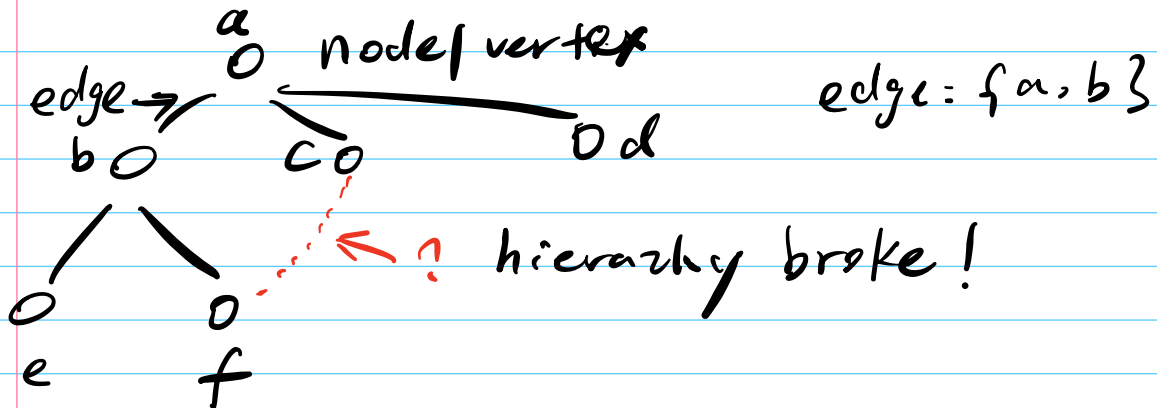 a
node/vertex
edge → edge = {a, b}
b c d
? hierarchy broke!
e f